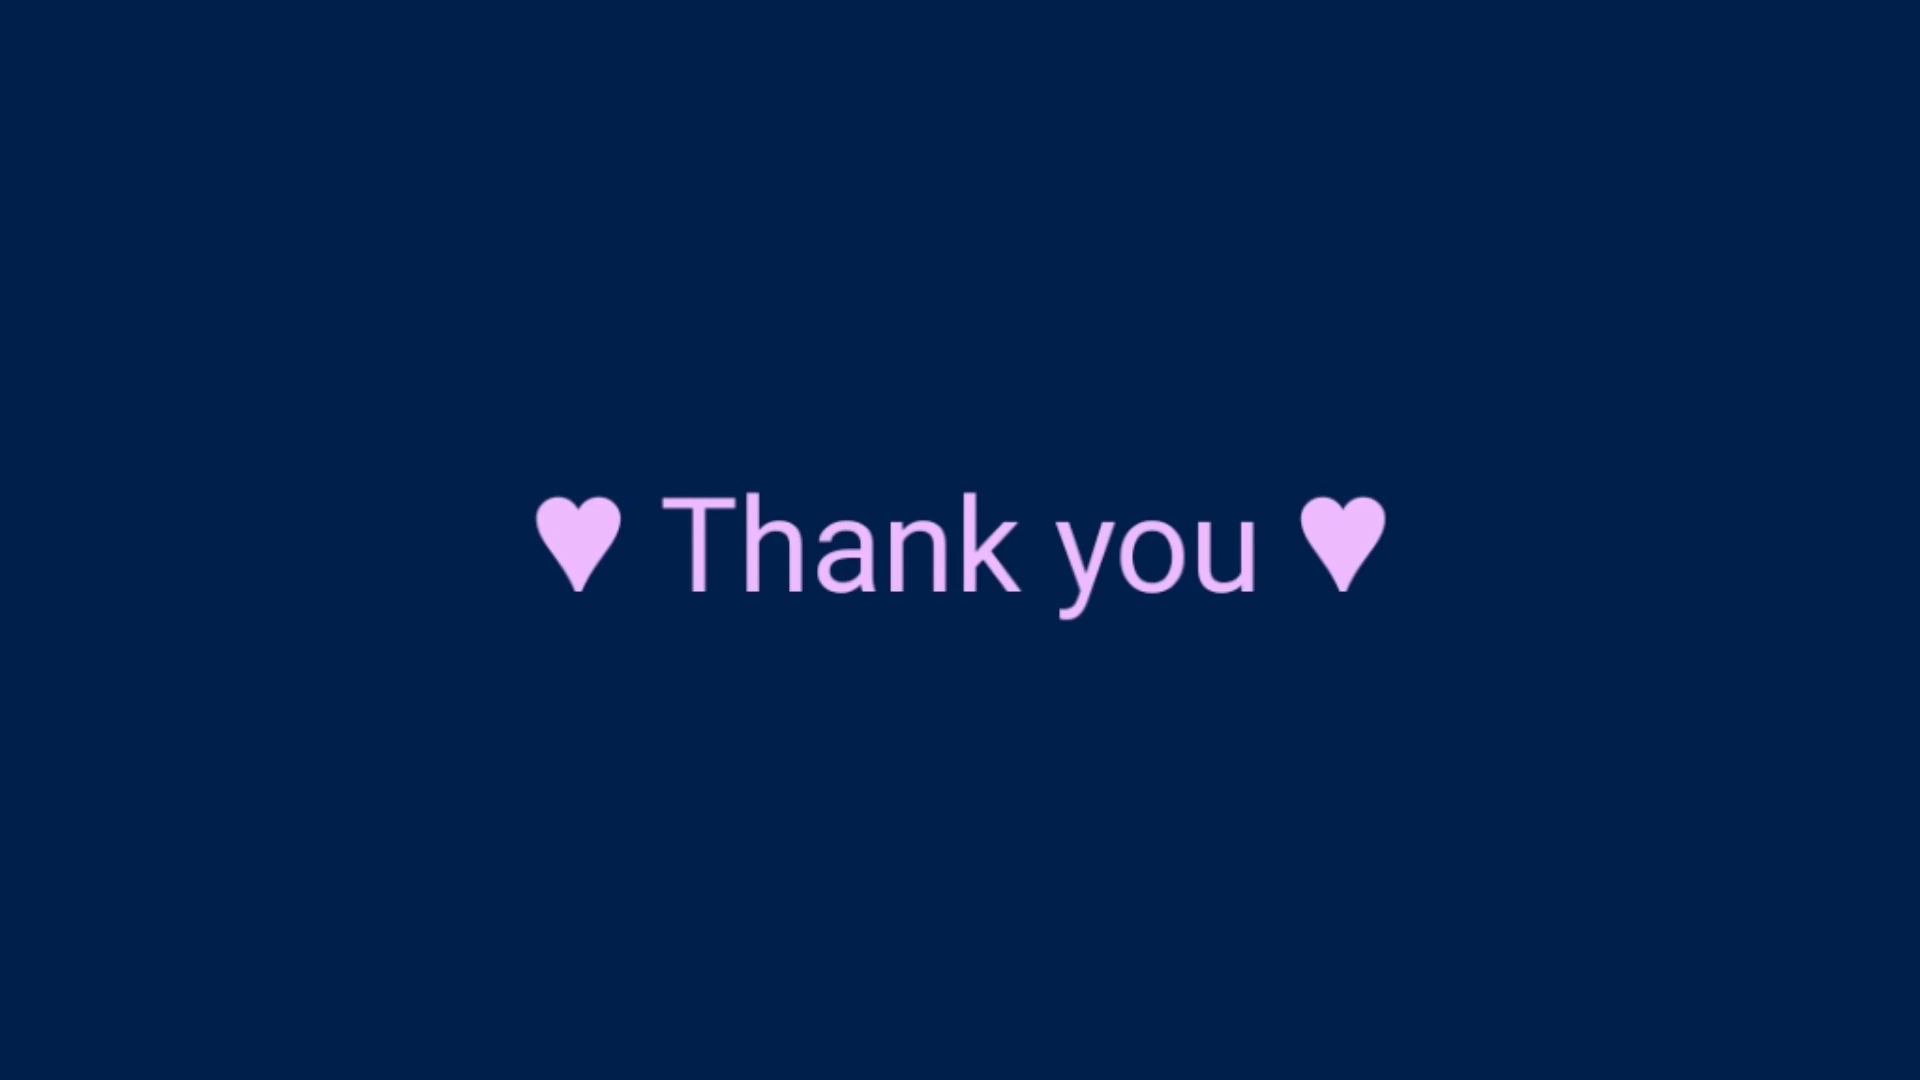 ♥ Thank you ♥